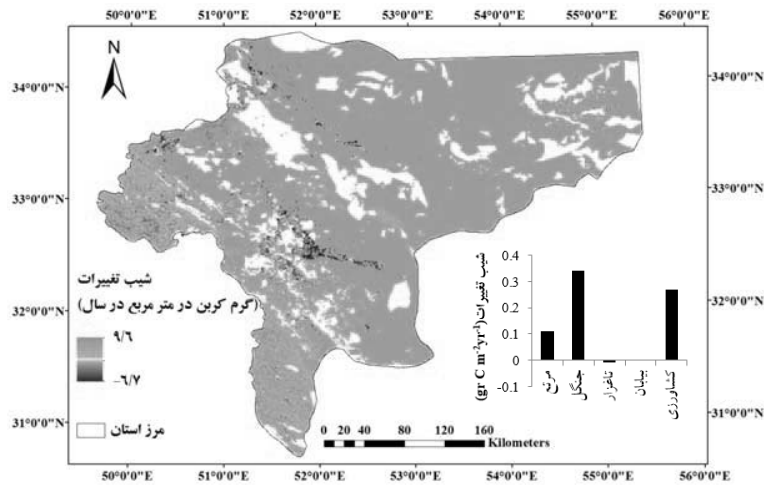 50°0'0"E 51°0'0"E 52°0'0"E 53°0'0"E 54°0'0"E 55°0'0"E 56°0'0"E
N
34°0'0"N
33°0'0"N
32°0'0"N
31°0'0"N
34°0'0"N
33°0'0"N
32°0'0"N
31°0'0"N
شیب تغییرات
(گرم کربن در متر مربع در سال)
۹/۶
-۶/۷
مرز استان
شیب تغییرات (gr C m⁻²yr⁻¹)
0.4
0.3
0.2
0.1
0
-0.1
مرتع
جنگل
تاغزار
بیابان
کشاورزی
0 20 40 80 120 160
Kilometers
50°0'0"E 51°0'0"E 52°0'0"E 53°0'0"E 54°0'0"E 55°0'0"E 56°0'0"E